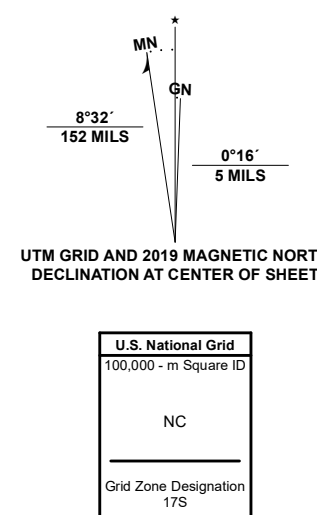 ★
MN
GN
8°32´
152 MILS
0°16´
5 MILS
UTM GRID AND 2019 MAGNETIC NORT
DECLINATION AT CENTER OF SHEET
U.S. National Grid
100,000 - m Square ID
NC
Grid Zone Designation
17S